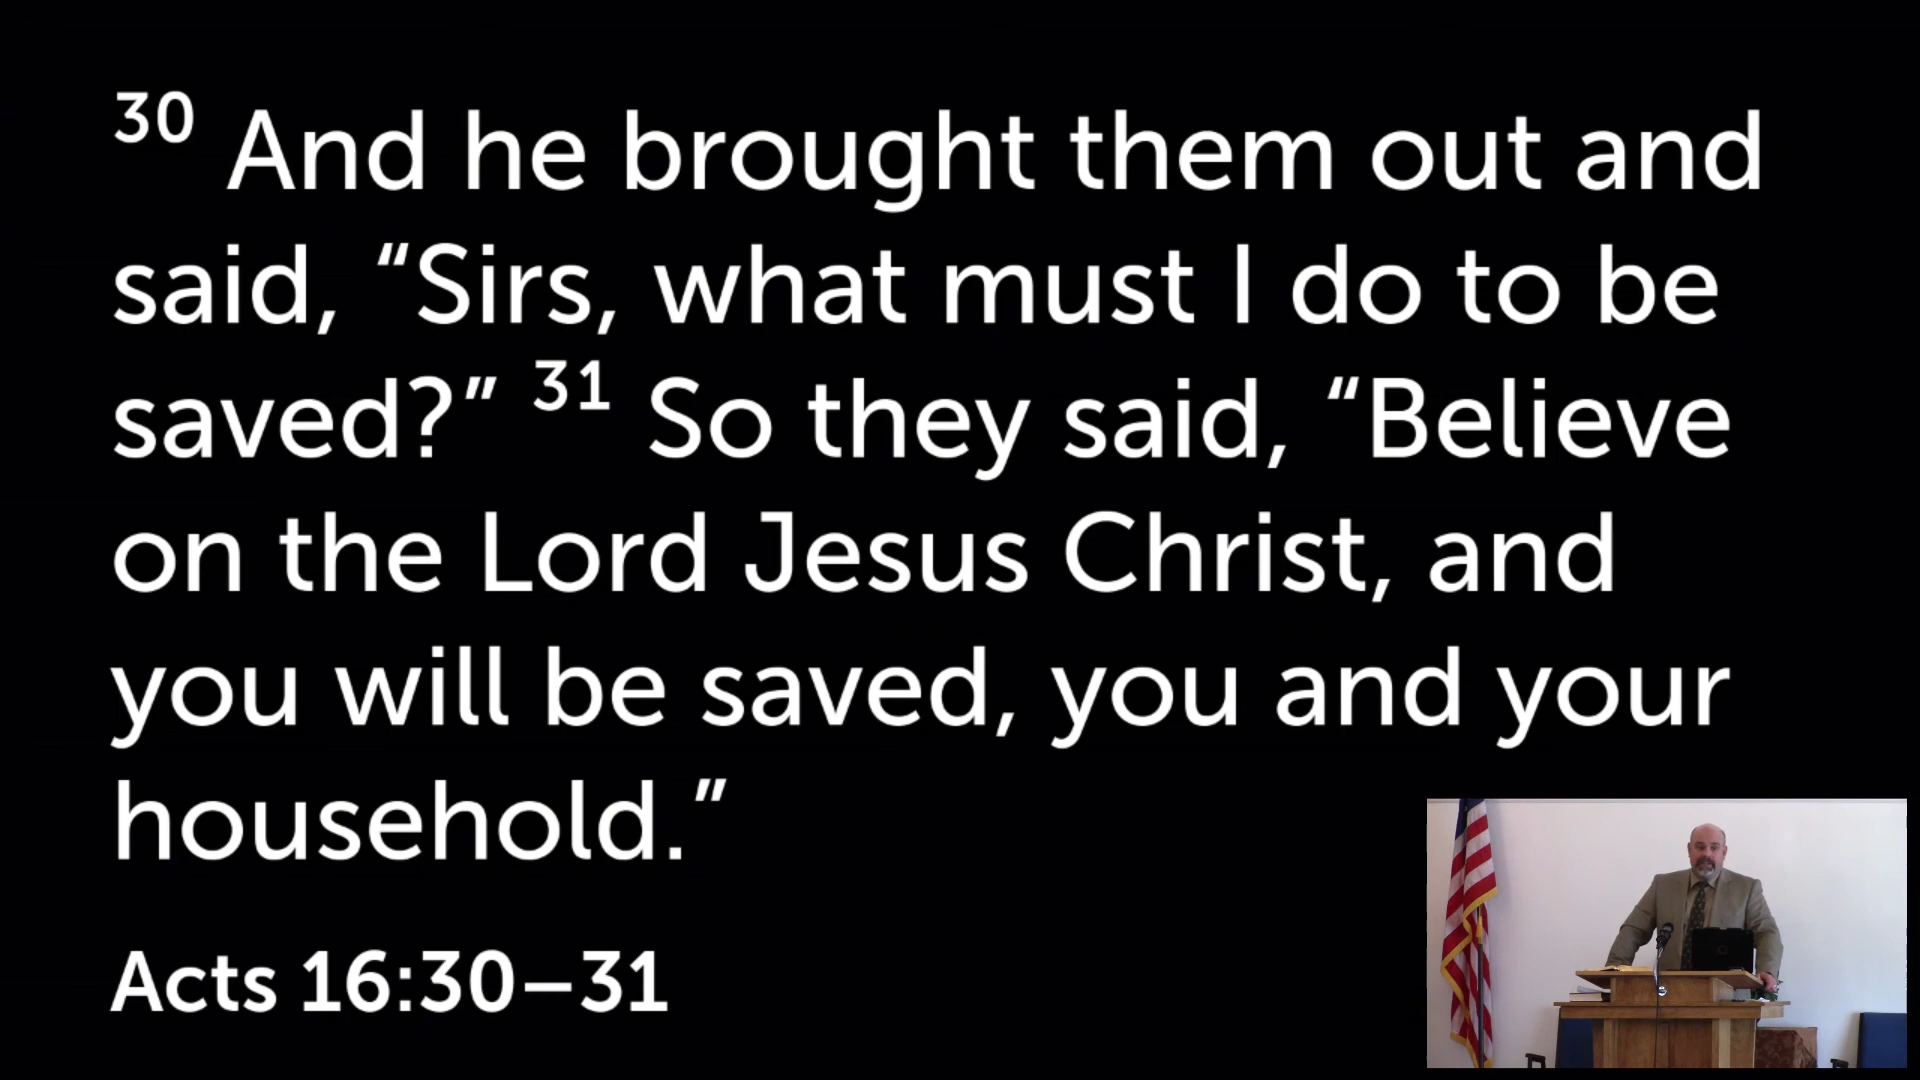 30 And he brought them out and
said, “Sirs, what must I do to be
saved?” 31 So they said, “Believe
on the Lord Jesus Christ, and
you will be saved, you and your
household.”
Acts 16:30–31